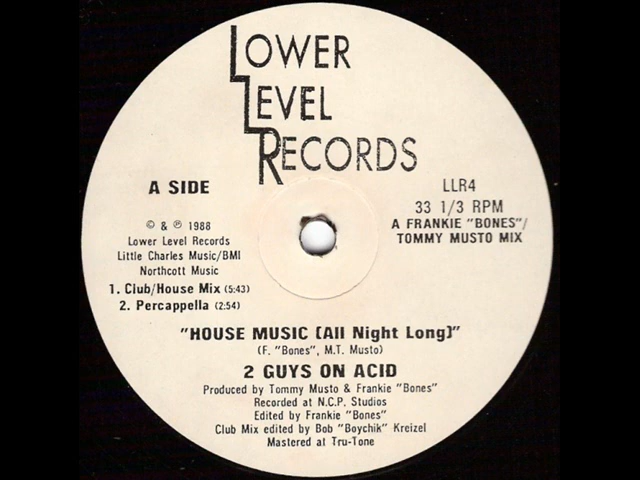 LOWER
LEVEL
RECORDS
A SIDE
LLR4
33 1/3 RPM
A FRANKIE "BONES"/
TOMMY MUSTO MIX
© & ℗ 1988
Lower Level Records
Little Charles Music/BMI
Northcott Music
1. Club/House Mix (5:43)
2. Percappella (2:54)
"HOUSE MUSIC (All Night Long)"
(F. "Bones", M.T. Musto)
2 GUYS ON ACID
Produced by Tommy Musto & Frankie "Bones"
Recorded at N.C.P. Studios
Edited by Frankie "Bones"
Club Mix edited by Bob "Boychik" Kreizel
Mastered at Tru-Tone